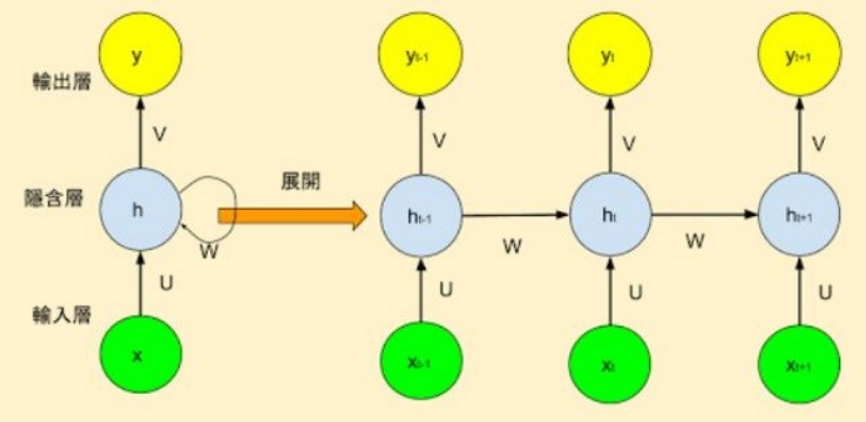 y yt-1 yt yt+1
輸出層
V V V V
展開
隱含層 h ht-1 ht ht+1
W W W
U U U U
輸入層
x xt-1 xt xt+1